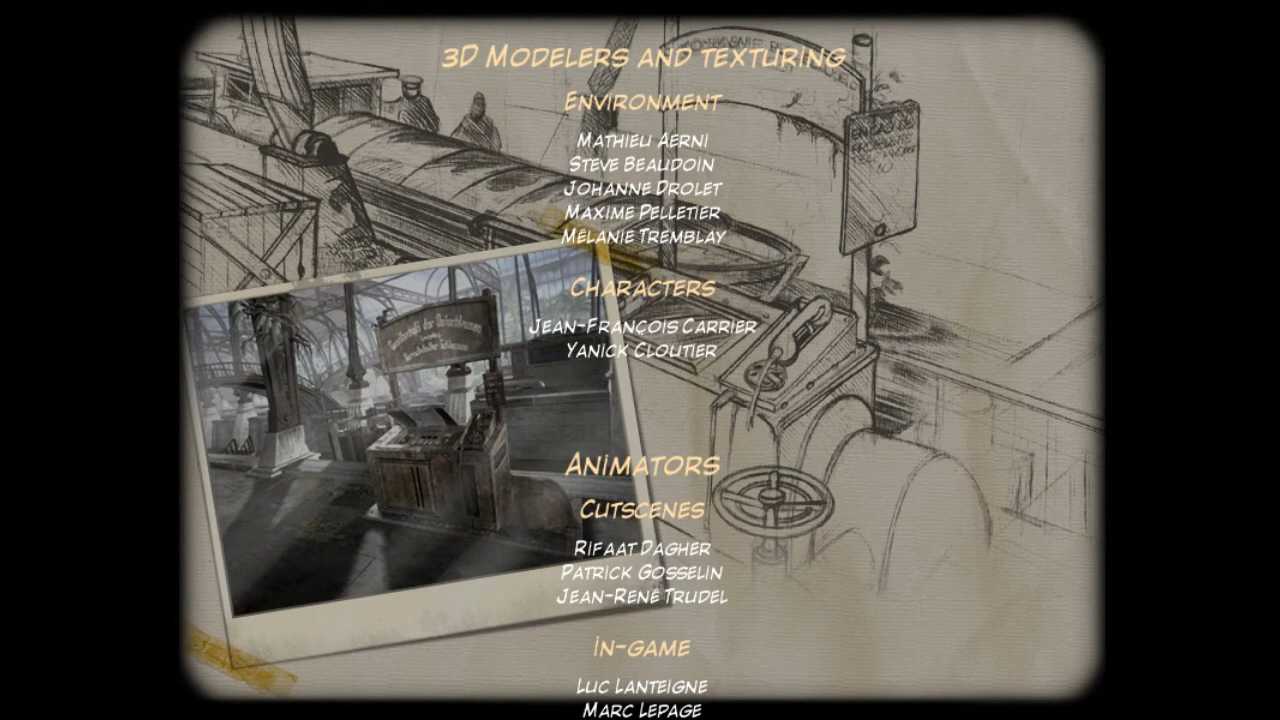 3D Modelers and texturing
Environment
Mathieu Aerni
Steve Beaudoin
Johanne Drolet
Maxime Pelletier
Mélanie Tremblay
Characters
Jean-François Carrier
Yanick Cloutier
Animators
Cutscenes
Rifaat Dagher
Patrick Gosselin
Jean-René Trudel
In-game
Luc Lanteigne
Marc Lepage